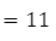 = 11